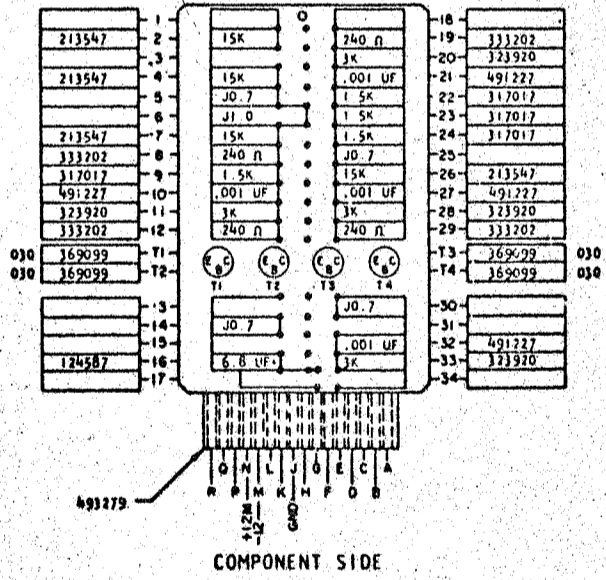 1 18
213547 2 15K 240 Ω 19 333202
3 3K 20 323920
213547 4 15K .001 UF 21 491227
5 J0.7 1.5K 22 317017
6 J1.0 1.5K 23 317017
213547 7 15K 1.5K 24 317017
333202 8 240 Ω J0.7 25
317017 9 1.5K 15K 26 213547
491227 10 .001 UF .001 UF 27 491227
323920 11 3K 3K 28 323920
333202 12 240 Ω 240 Ω 29 333202
030 369099 T1 E B C E B C E B C E B C T3 369099 030
030 369099 T2 T1 T2 T3 T4 T4 369099 030
13 J0.7 30
14 J0.7 31
15 .001 UF 32 491227
124587 16 6.8 UF+ 3K 33 323920
17 34
Q N L J G E C A
R P M K H F D B
493279
+12M
-12
GND
COMPONENT SIDE